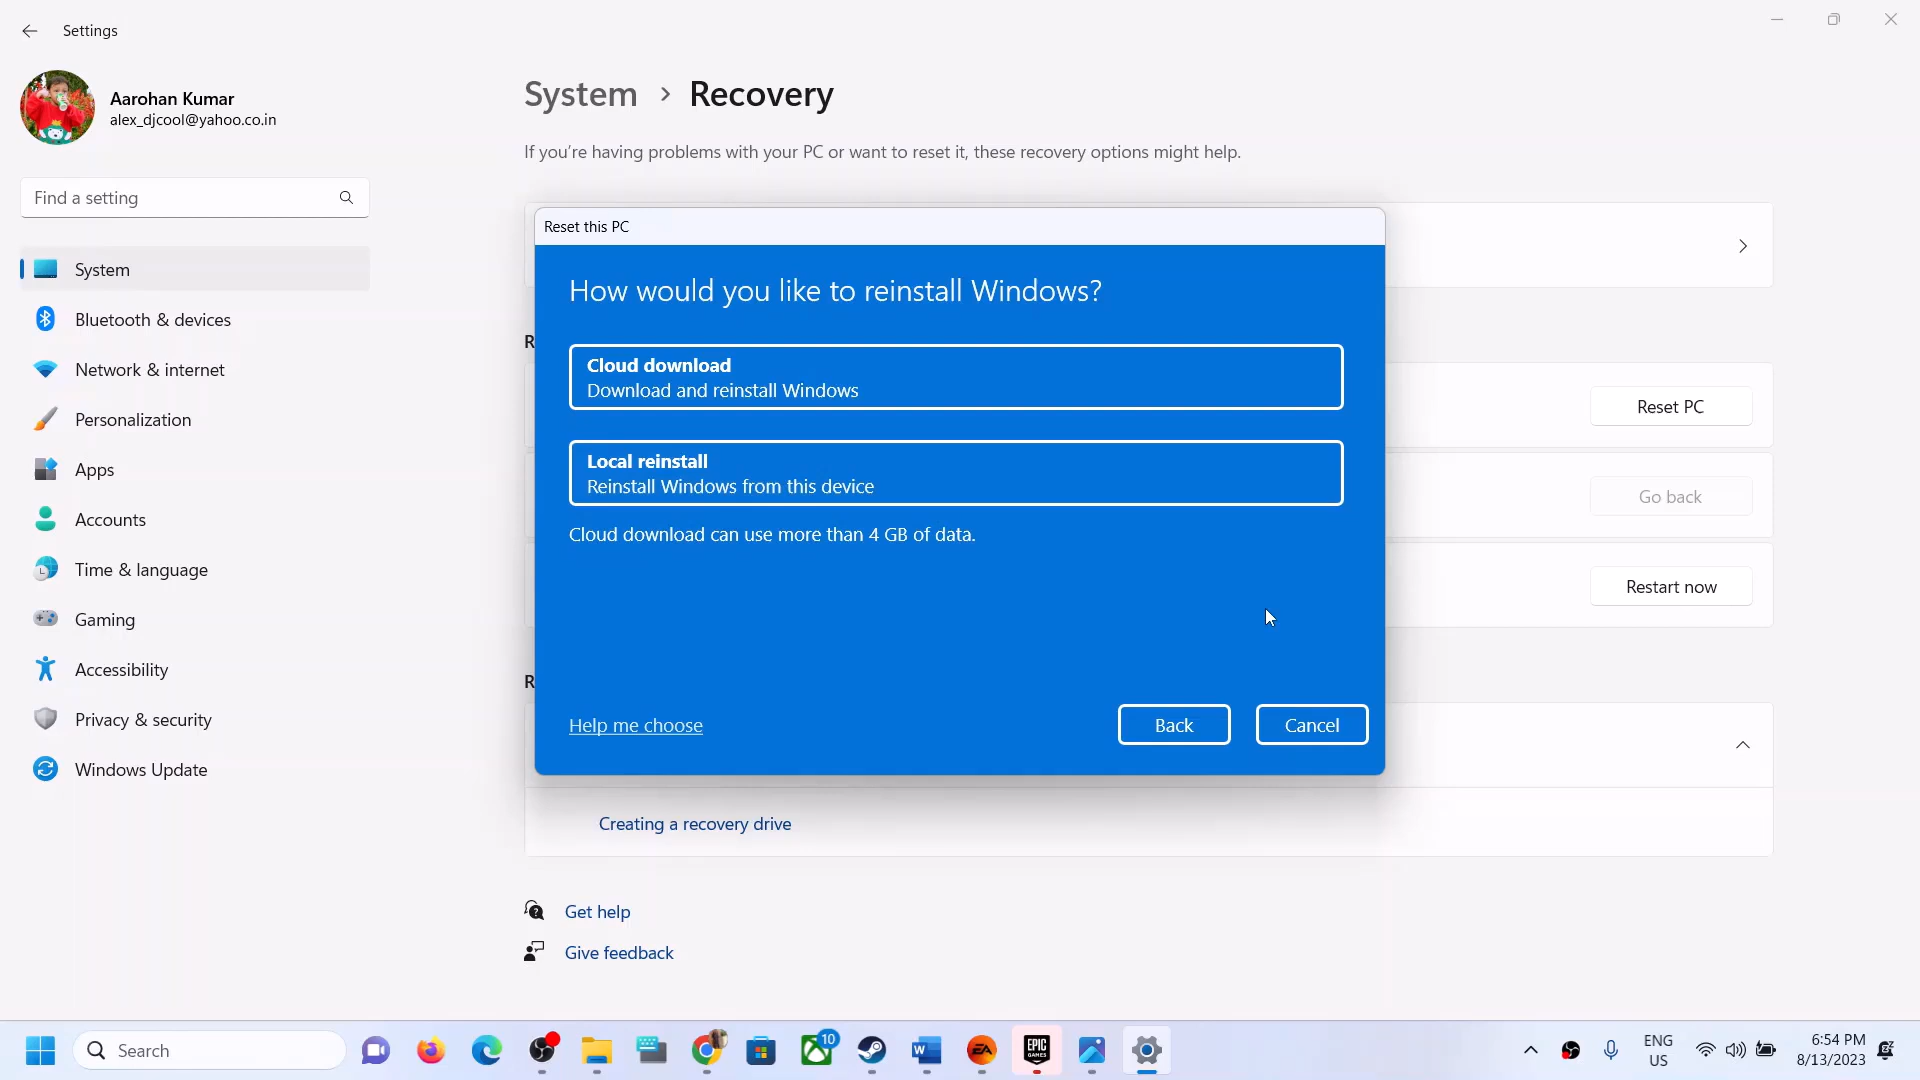 Settings
Aarohan Kumar
alex_djcool@yahoo.co.in
Find a setting
System
Bluetooth & devices
Network & internet
Personalization
Apps
Accounts
Time & language
Gaming
Accessibility
Privacy & security
Windows Update
System > Recovery
If you're having problems with your PC or want to reset it, these recovery options might help.
R
Reset PC
Go back
Restart now
R
Reset this PC
How would you like to reinstall Windows?
Cloud download
Download and reinstall Windows
Local reinstall
Reinstall Windows from this device
Cloud download can use more than 4 GB of data.
Help me choose
Back
Cancel
Creating a recovery drive
Get help
Give feedback
Search
10
W
EA
EPIC
GAMES
ENG
US
6:54 PM
8/13/2023